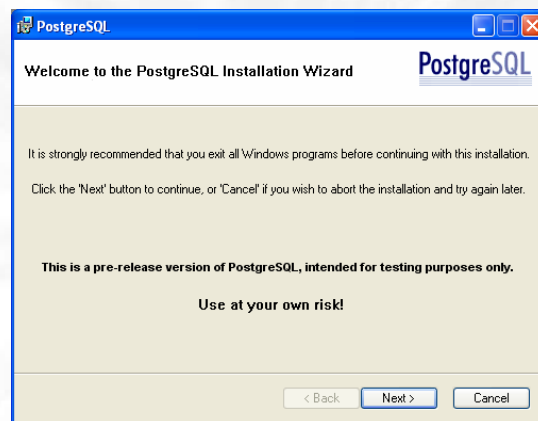 PostgreSQL
Welcome to the PostgreSQL Installation Wizard
PostgreSQL
It is strongly recommended that you exit all Windows programs before continuing with this installation.
Click the 'Next' button to continue, or 'Cancel' if you wish to abort the installation and try again later.
This is a pre-release version of PostgreSQL, intended for testing purposes only.
Use at your own risk!
< Back
Next >
Cancel